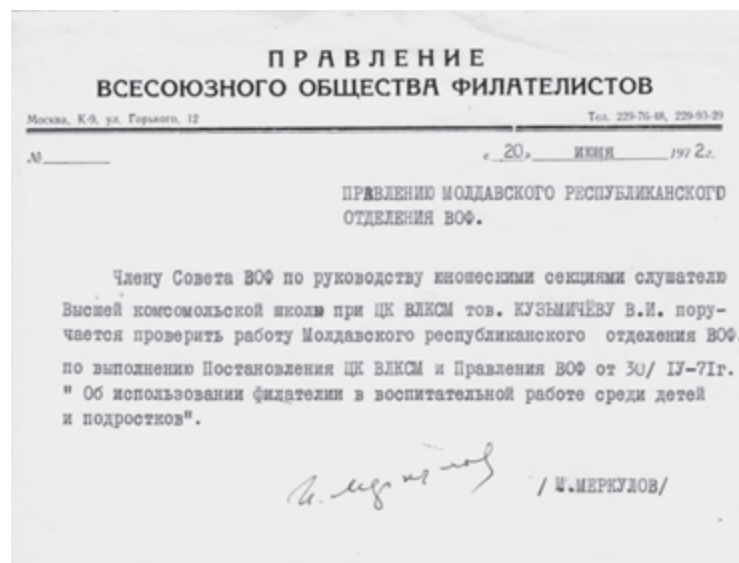 ПРАВЛЕНИЕ
ВСЕСОЮЗНОГО ОБЩЕСТВА ФИЛАТЕЛИСТОВ
Москва, К-9, ул. Горького, 12 Тел. 229-76-48, 229-93-29
№ « 20 » июня 1972 г.
ПРАВЛЕНИЮ МОЛДАВСКОГО РЕСПУБЛИКАНСКОГО
ОТДЕЛЕНИЯ ВОФ.
Члену Совета ВОФ по руководству юношескими секциями слушателю
Высшей комсомольской школы при ЦК ВЛКСМ тов. КУЗЬМИЧЁВУ В.И. пору-
чается проверить работу Молдавского республиканского отделения ВОФ.
по выполнению Постановления ЦК ВЛКСМ и Правления ВОФ от 30/ IУ-71г.
" Об использовании филателии в воспитательной работе среди детей
и подростков".
/ МЕРКУЛОВ/